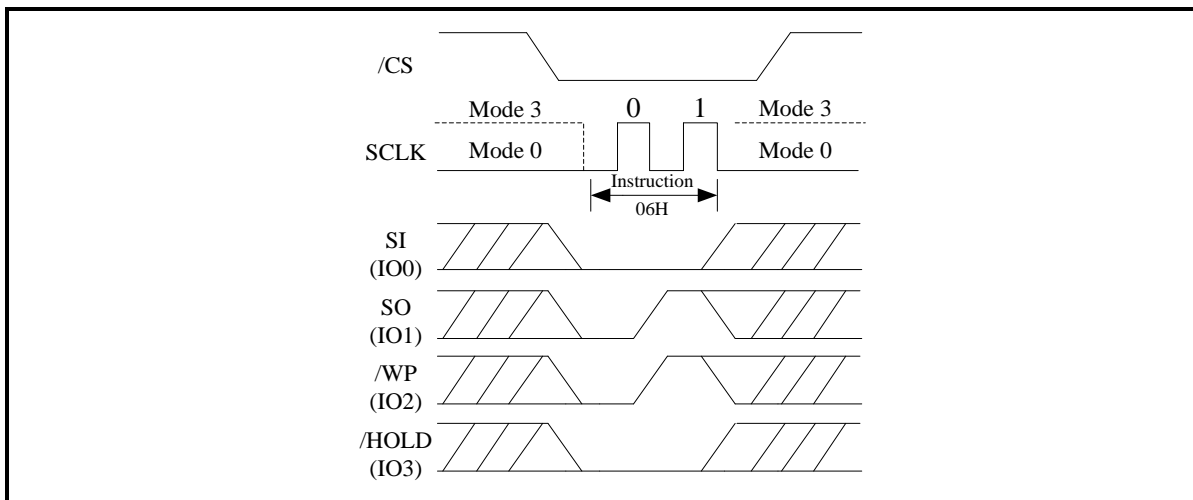 /CS
Mode 3 0 1 Mode 3
SCLK Mode 0 Mode 0
Instruction
06H
SI
(IO0)
SO
(IO1)
/WP
(IO2)
/HOLD
(IO3)